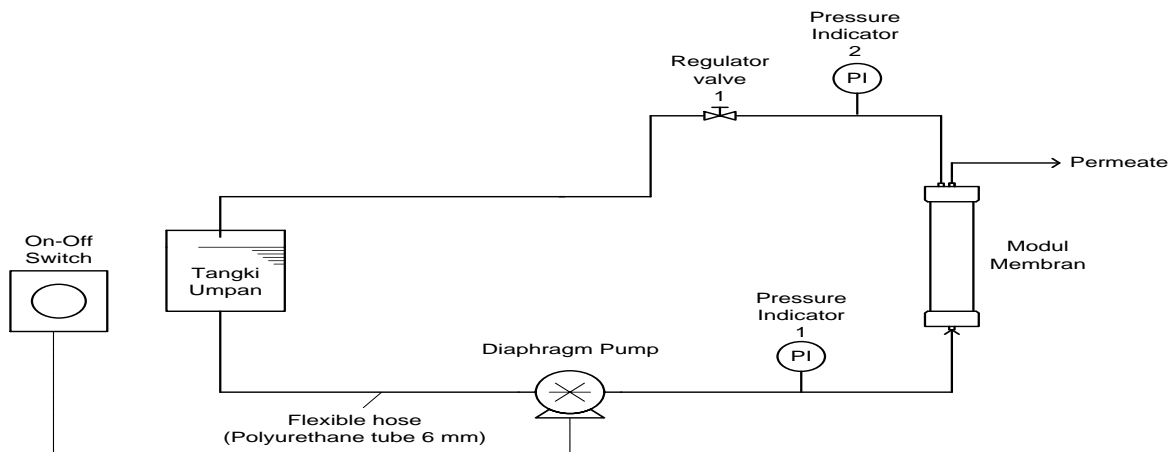 Pressure
Indicator
2
PI
Regulator
valve
1
Permeate
On-Off
Switch
Tangki
Umpan
Modul
Membran
Pressure
Indicator
1
PI
Diaphragm Pump
Flexible hose
(Polyurethane tube 6 mm)